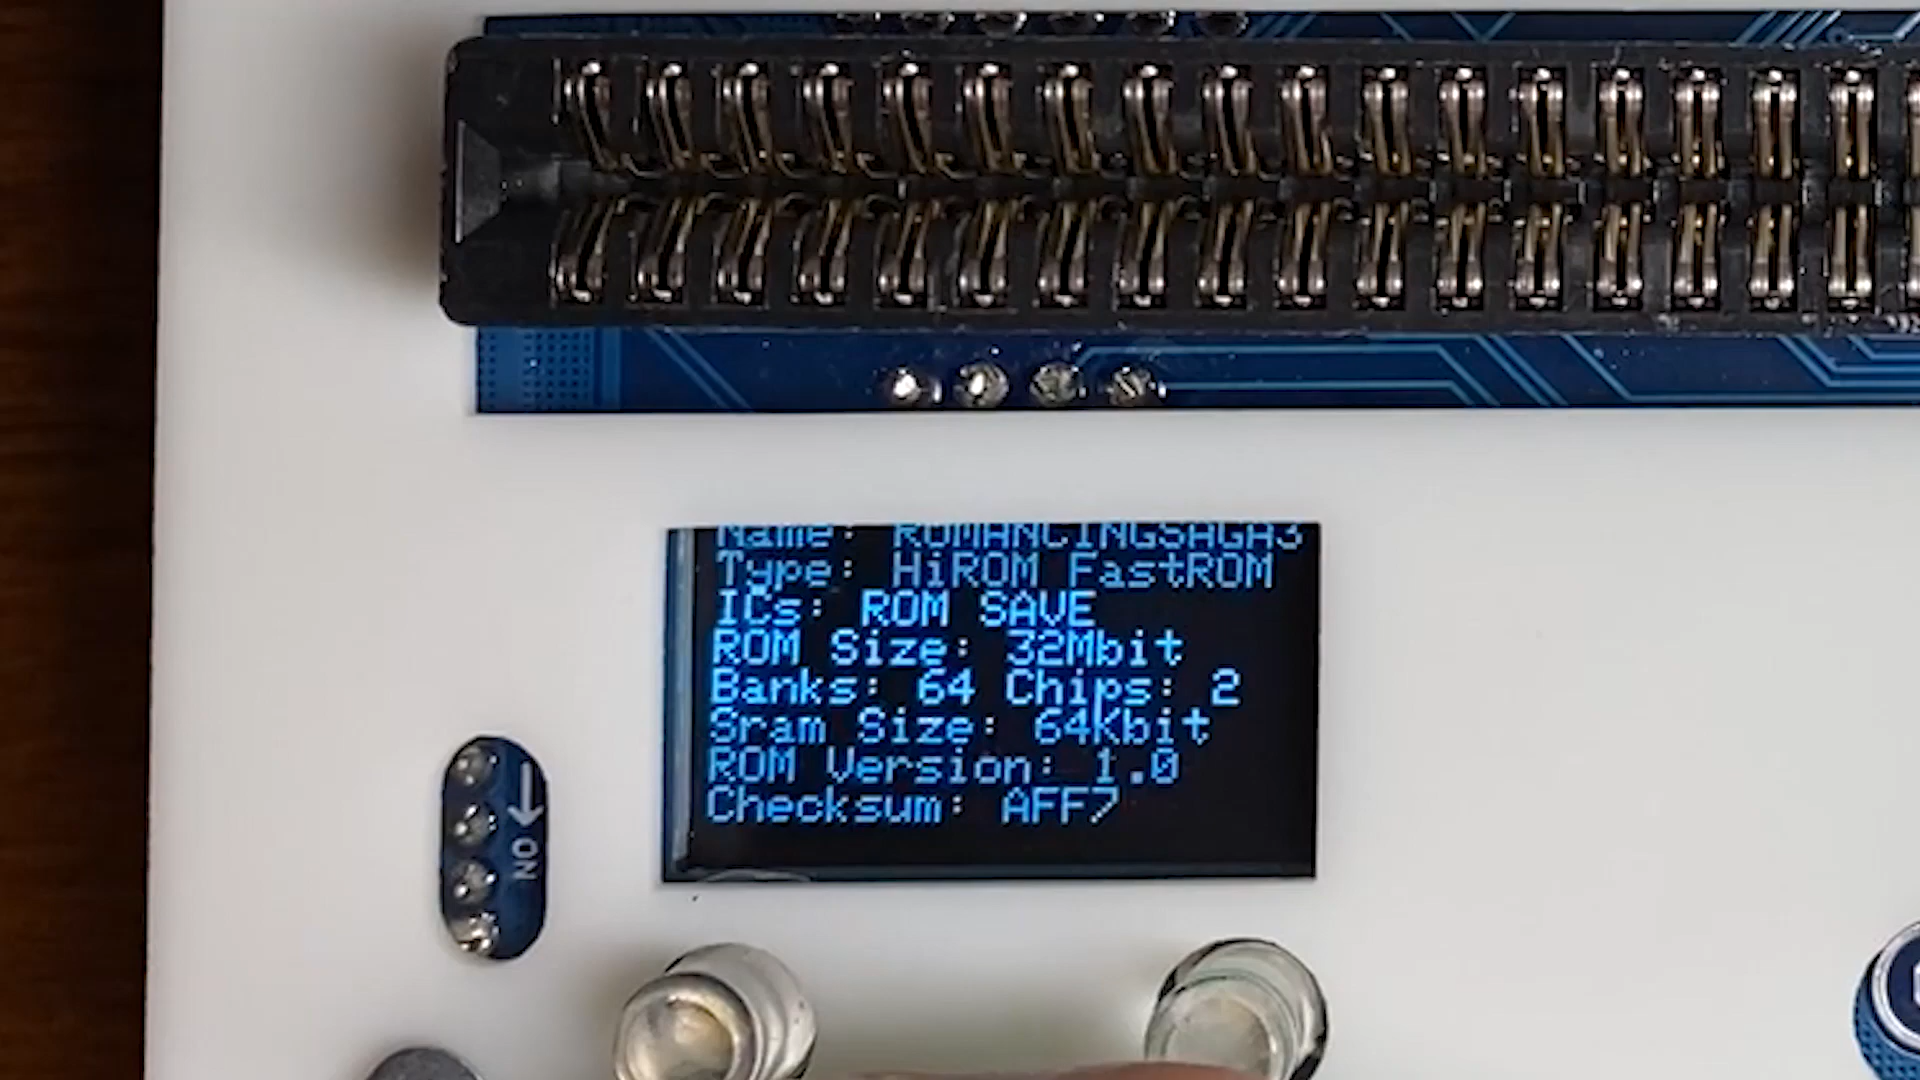 Name: ROMANCINGSAGA3
Type: HiROM FastROM
ICs: ROM SAVE
ROM Size: 32Mbit
Banks: 64 Chips: 2
Sram Size: 64Kbit
ROM Version: 1.0
Checksum: AFF7
ON